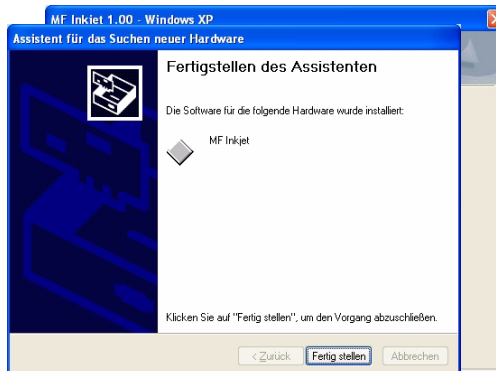 MF Inkjet 1.00 - Windows XP
Assistent für das Suchen neuer Hardware
Fertigstellen des Assistenten
Die Software für die folgende Hardware wurde installiert:
MF Inkjet
Klicken Sie auf "Fertig stellen", um den Vorgang abzuschließen.
< Zurück Fertig stellen Abbrechen